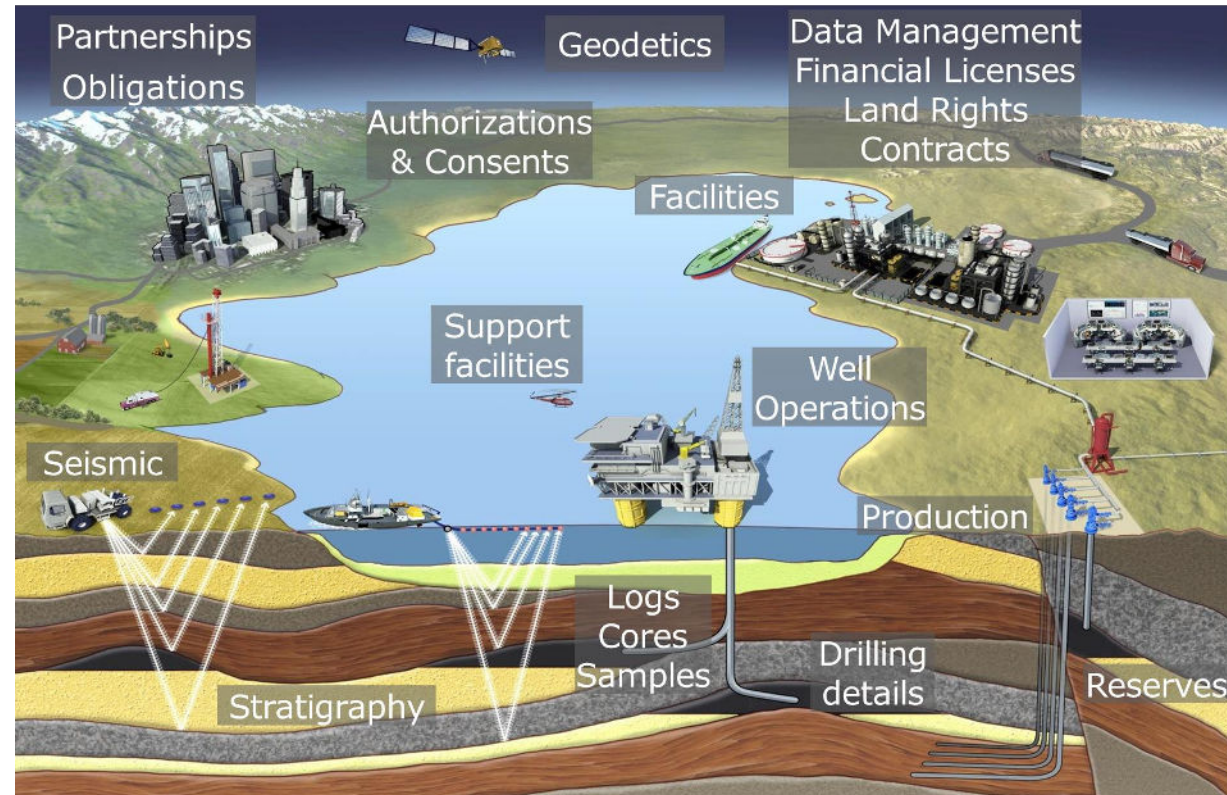 Partnerships
Obligations
Geodetics
Data Management
Financial Licenses
Land Rights
Contracts
Authorizations
& Consents
Facilities
Support
facilities
Well
Operations
Seismic
Production
Logs
Cores
Samples
Drilling
details
Reserves
Stratigraphy